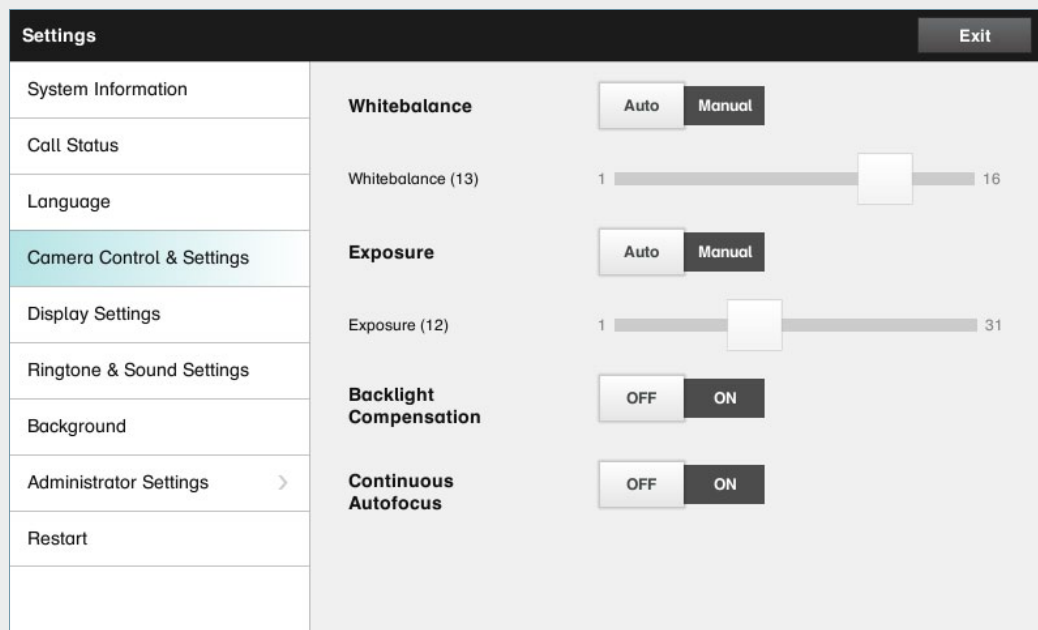 Settings
Exit
System Information
Call Status
Language
Camera Control & Settings
Display Settings
Ringtone & Sound Settings
Background
Administrator Settings
Restart
Whitebalance
Auto
Manual
Whitebalance (13)
1
16
Exposure
Auto
Manual
Exposure (12)
1
31
Backlight
Compensation
OFF
ON
Continuous
Autofocus
OFF
ON